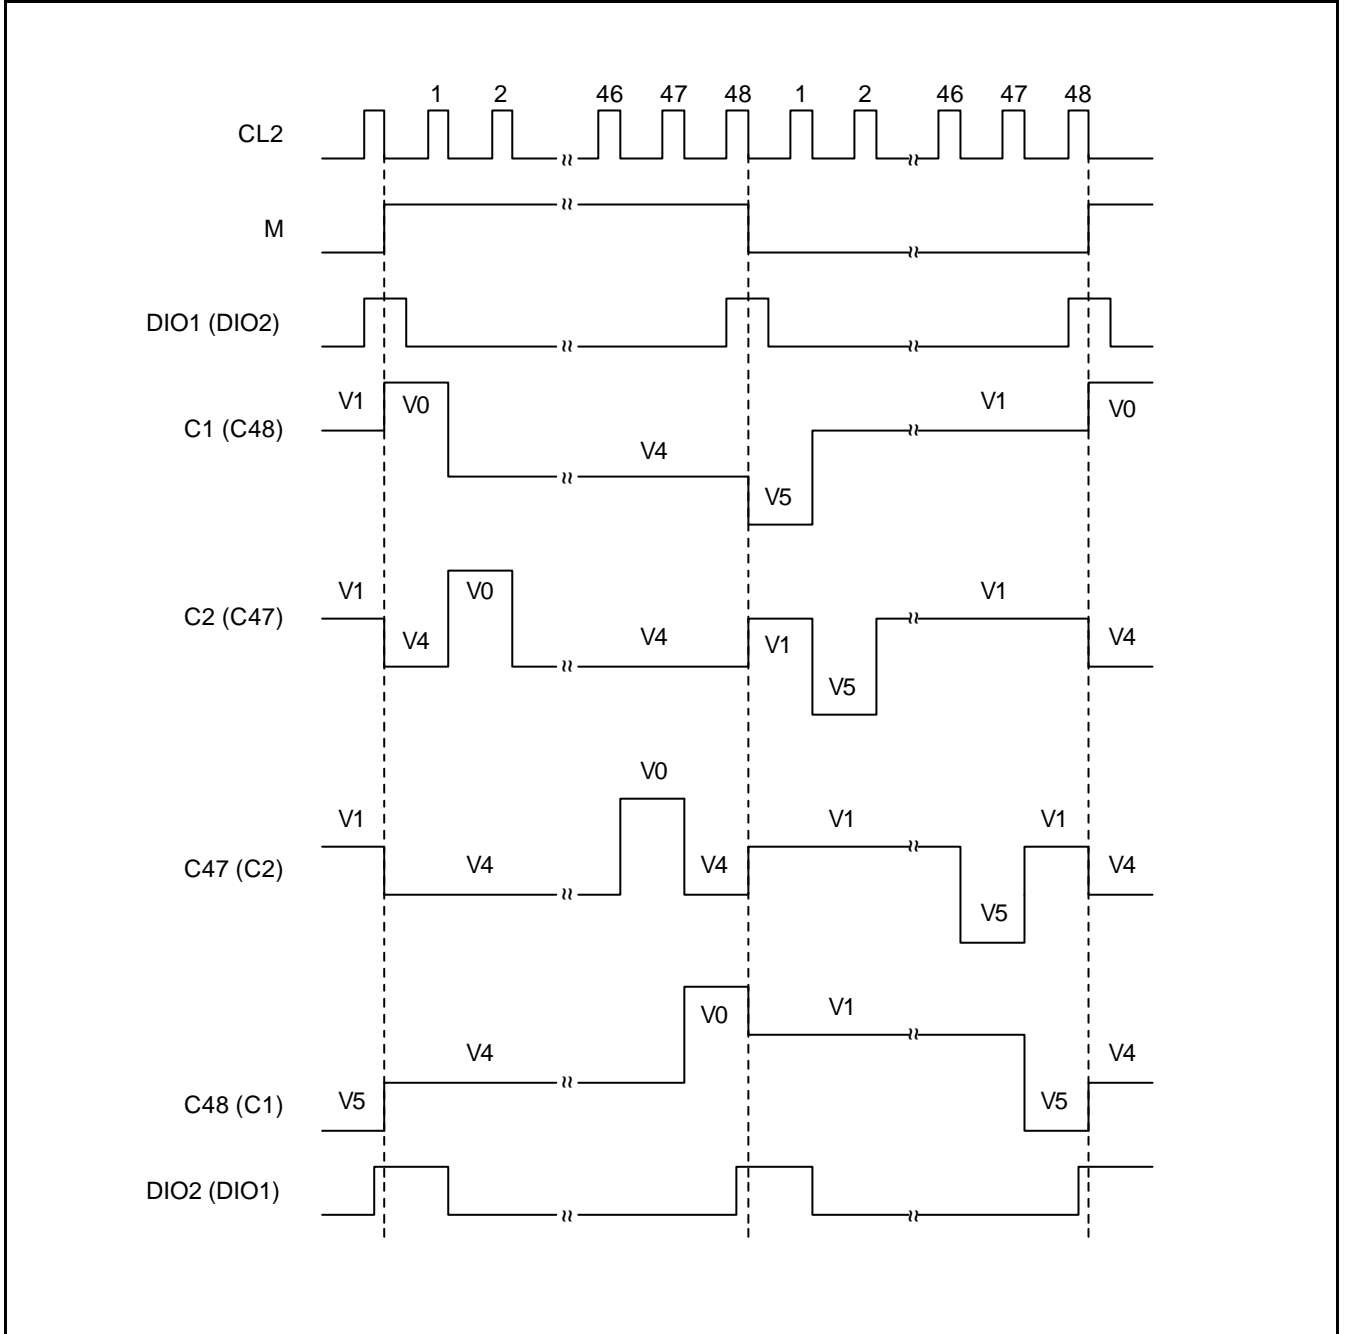 1 2 46 47 48 1 2 46 47 48
CL2
M
DIO1 (DIO2)
V1 V0 V4 V5 V1 V0
C1 (C48)
V1 V4 V0 V4 V1 V5 V1 V4
C2 (C47)
V1 V4 V0 V4 V1 V5 V1 V4
C47 (C2)
V5 V4 V0 V1 V5 V4
C48 (C1)
DIO2 (DIO1)